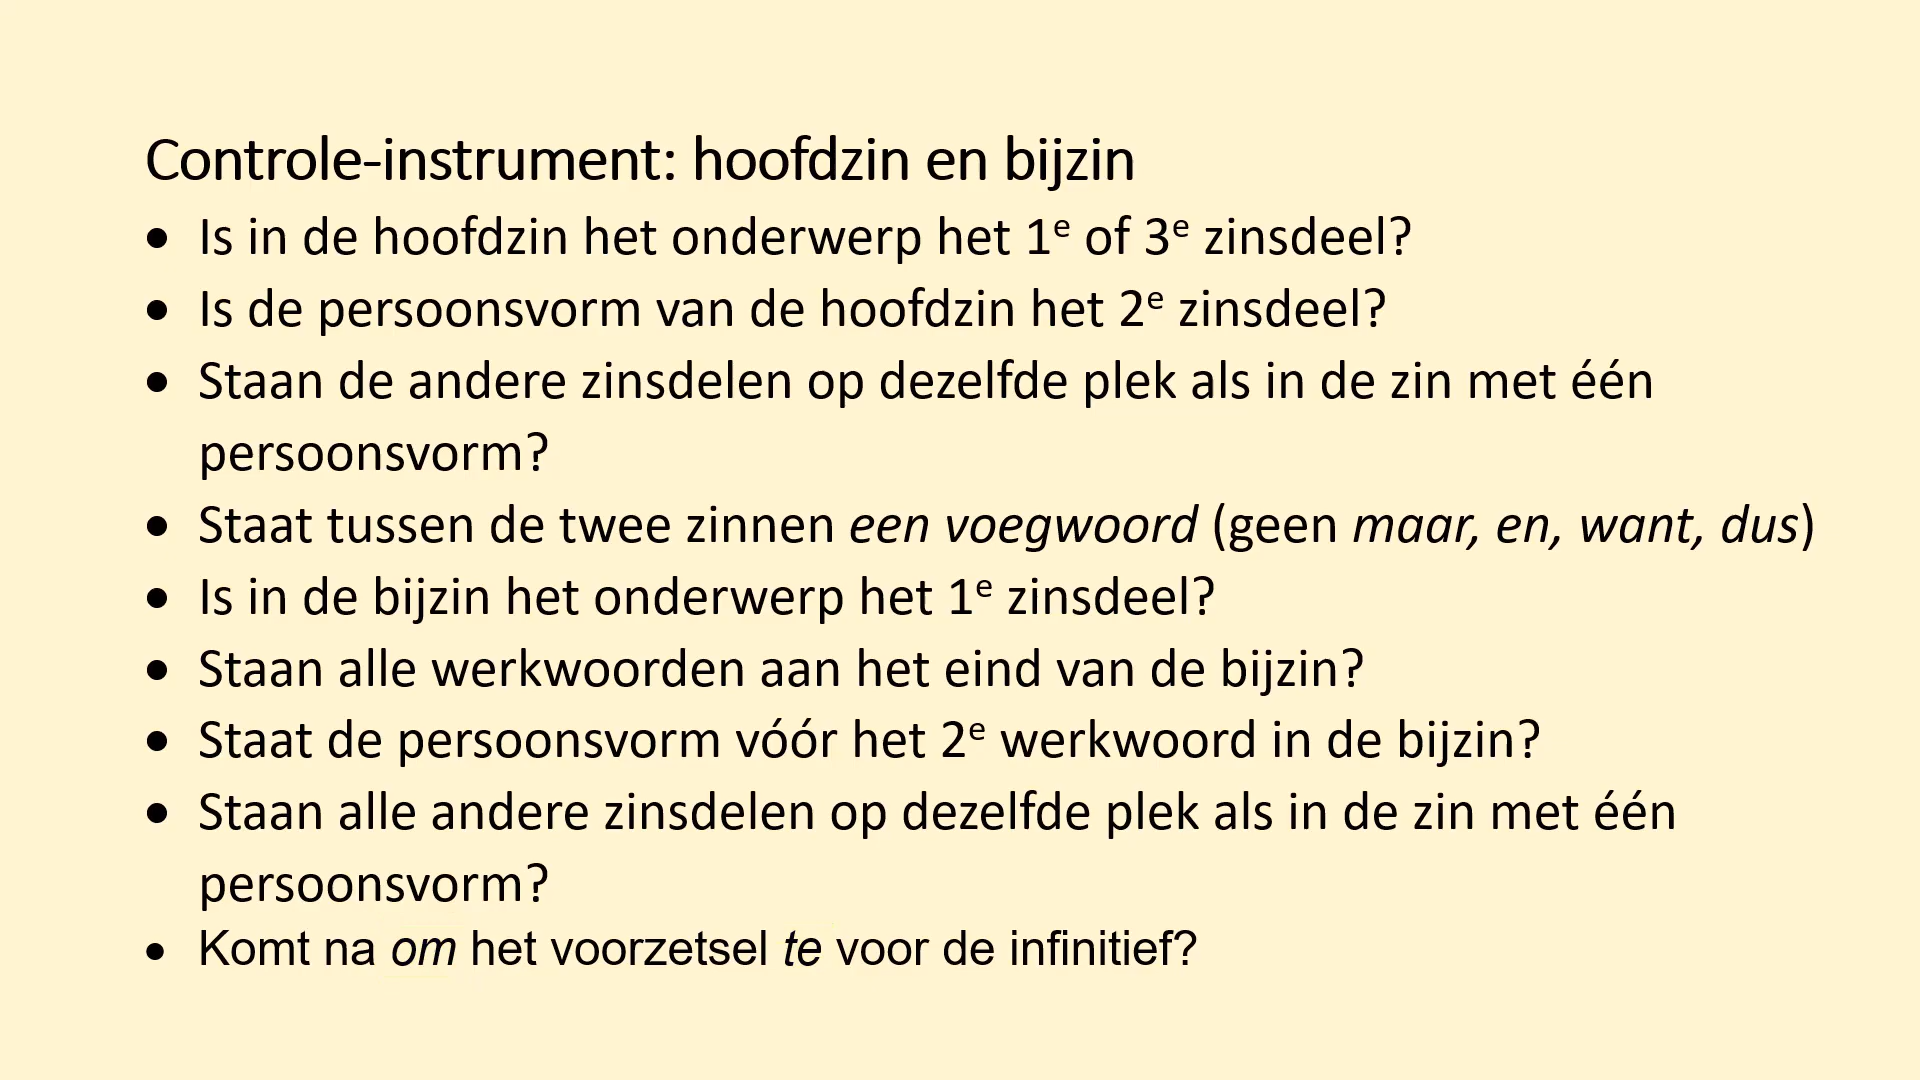 Controle-instrument: hoofdzin en bijzin
• Is in de hoofdzin het onderwerp het 1e of 3e zinsdeel?
• Is de persoonsvorm van de hoofdzin het 2e zinsdeel?
• Staan de andere zinsdelen op dezelfde plek als in de zin met één
persoonsvorm?
• Staat tussen de twee zinnen een voegwoord (geen maar, en, want, dus)
• Is in de bijzin het onderwerp het 1e zinsdeel?
• Staan alle werkwoorden aan het eind van de bijzin?
• Staat de persoonsvorm vóór het 2e werkwoord in de bijzin?
• Staan alle andere zinsdelen op dezelfde plek als in de zin met één
persoonsvorm?
• Komt na om het voorzetsel te voor de infinitief?